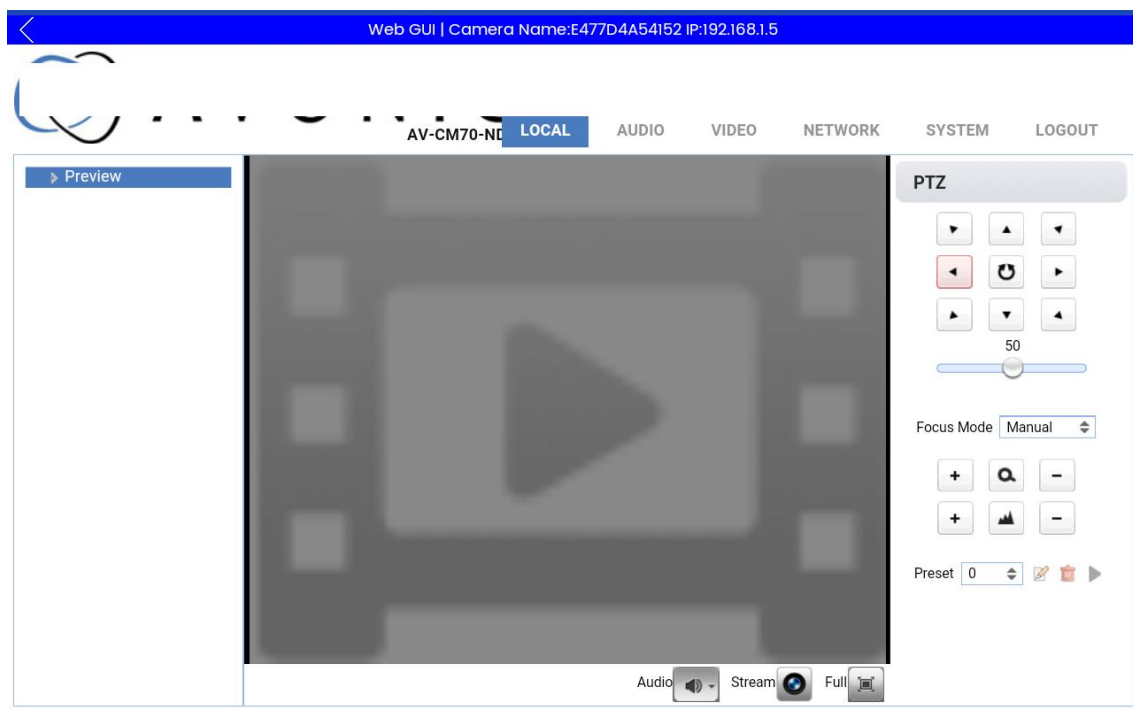 Web GUI | Camera Name:E477D4A54152 IP:192.168.1.5
AV-CM70-ND
LOCAL AUDIO VIDEO NETWORK SYSTEM LOGOUT
Preview
PTZ
50
Focus Mode Manual
+ -
+ -
Preset 0
Audio Stream Full